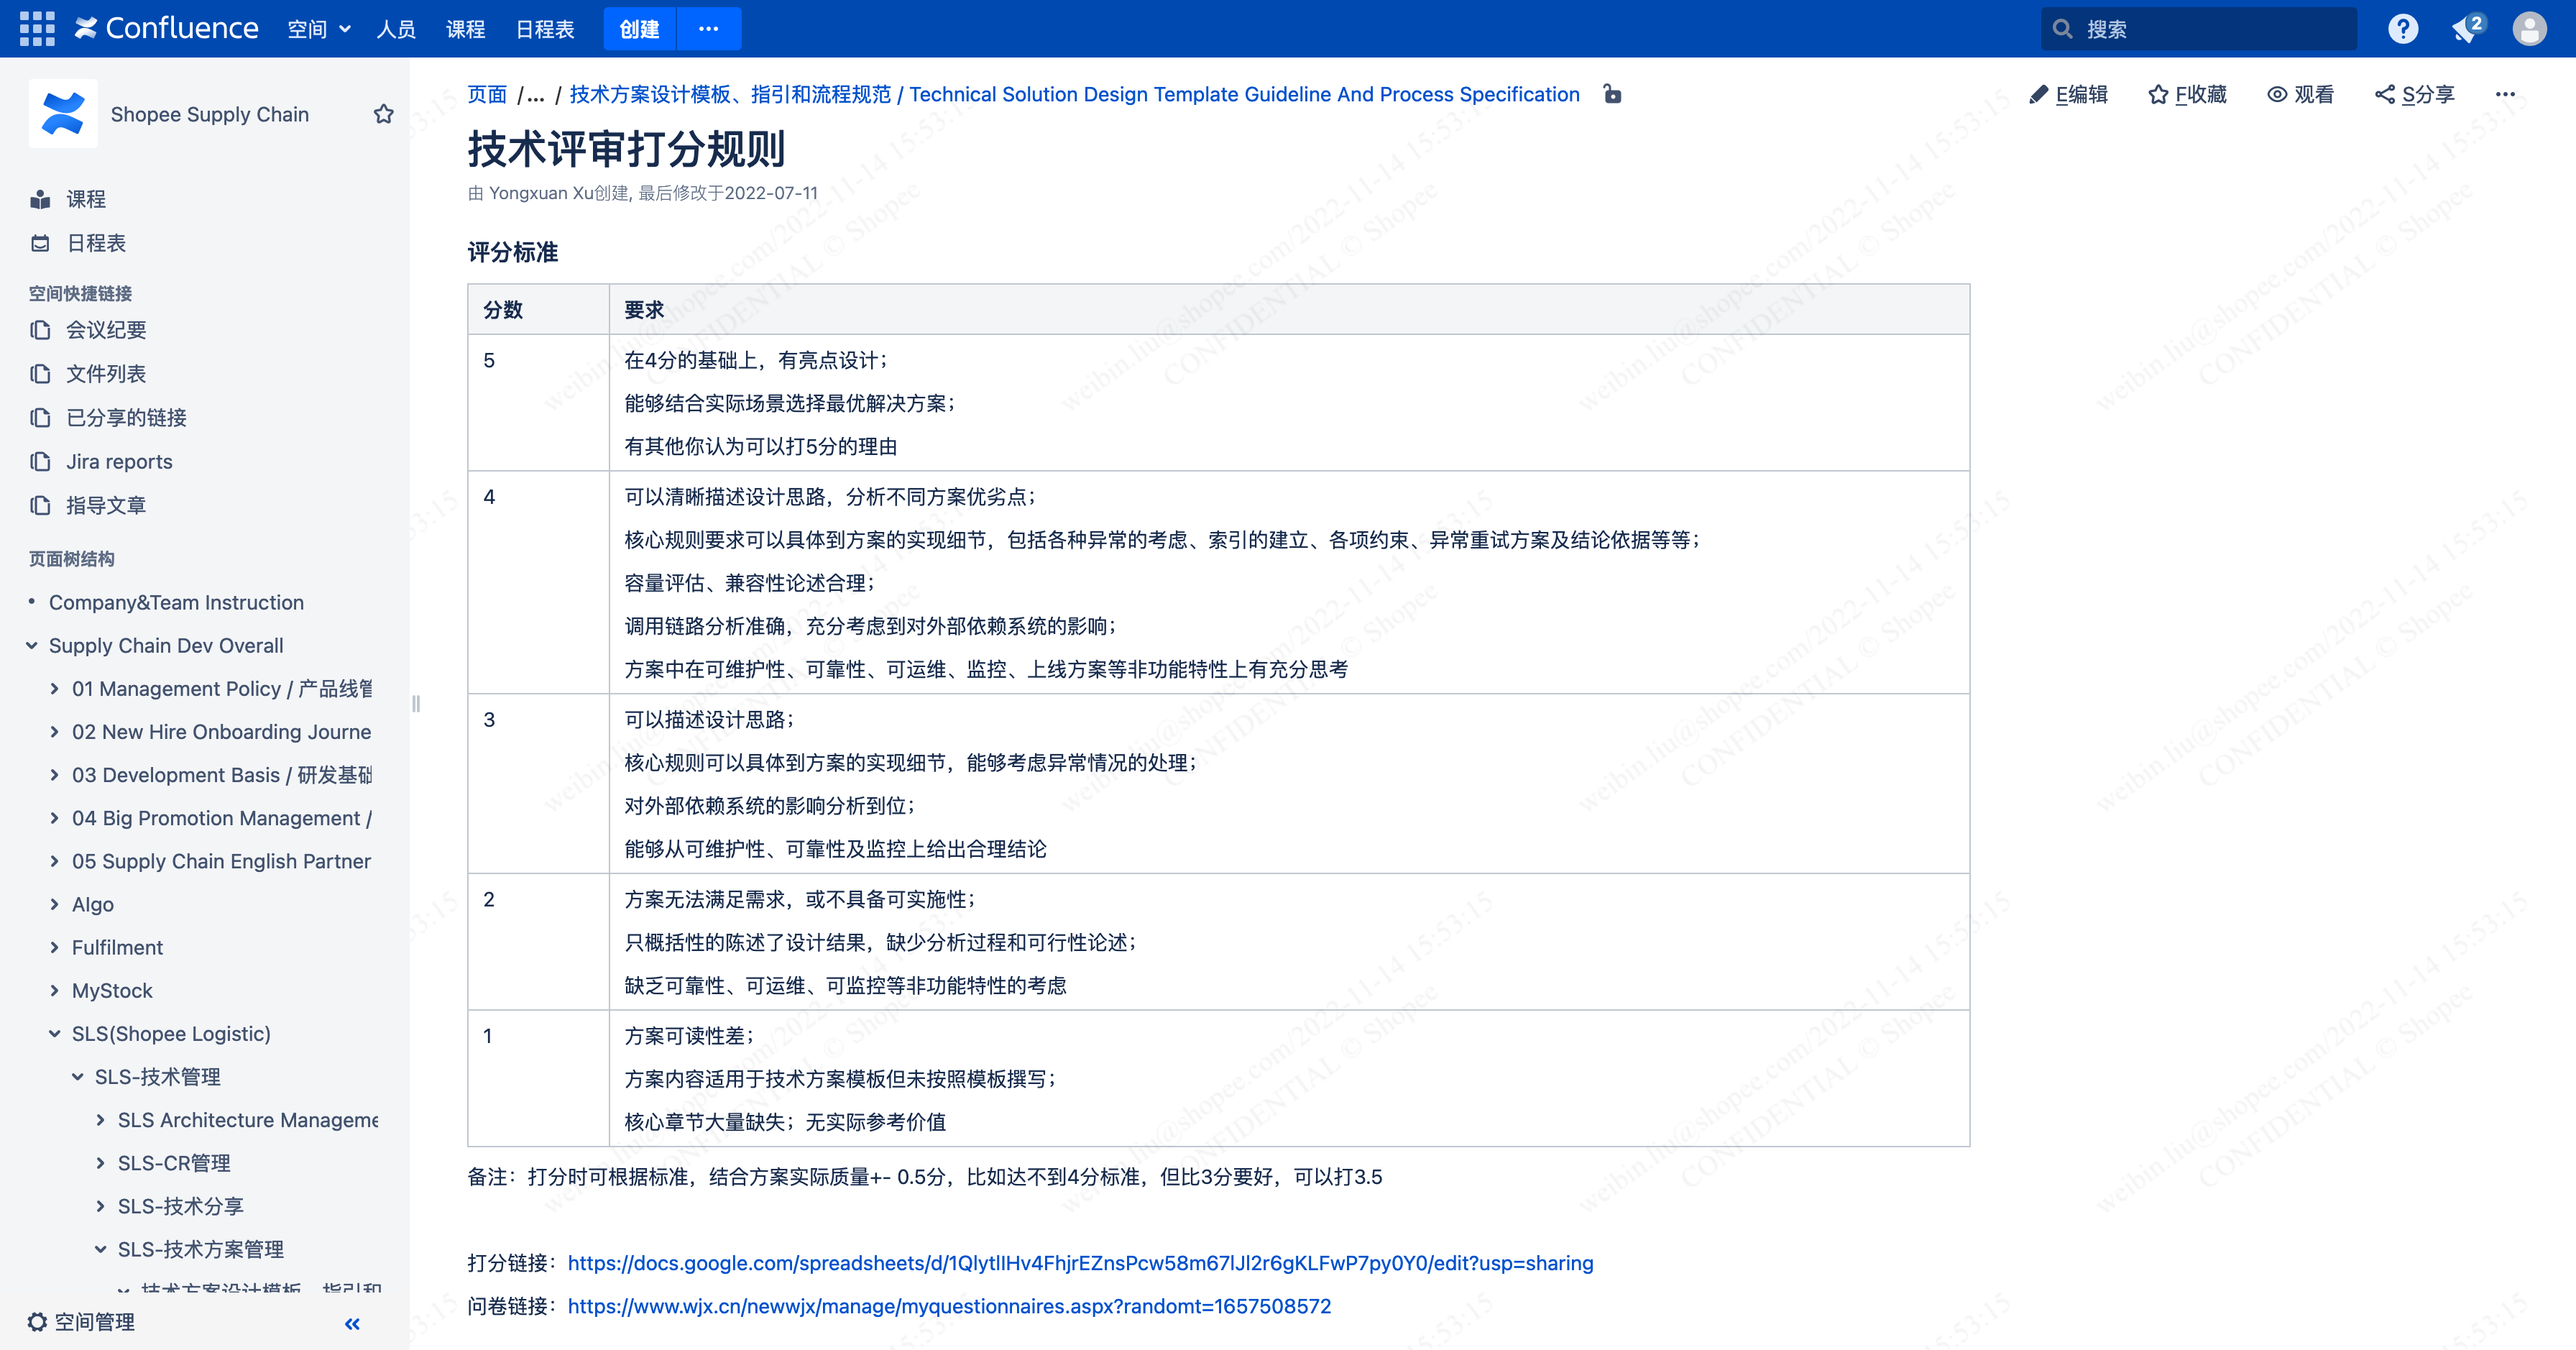 Confluence 空间 人员 课程 日程表 创建 ··· 搜索 2
Shopee Supply Chain
课程
日程表
空间快捷链接
会议纪要
文件列表
已分享的链接
Jira reports
指导文章
页面树结构
Company&Team Instruction
Supply Chain Dev Overall
01 Management Policy / 产品线管
02 New Hire Onboarding Journe
03 Development Basis / 研发基础
04 Big Promotion Management /
05 Supply Chain English Partner
Algo
Fulfilment
MyStock
SLS(Shopee Logistic)
SLS-技术管理
SLS Architecture Manageme
SLS-CR管理
SLS-技术分享
SLS-技术方案管理
技术方案设计模板、指引和
空间管理
页面 /... / 技术方案设计模板、指引和流程规范 / Technical Solution Design Template Guideline And Process Specification
E编辑 F收藏 观看 S分享 ···
技术评审打分规则
由 Yongxuan Xu创建, 最后修改于2022-07-11
评分标准
分数 要求
5 在4分的基础上，有亮点设计；
能够结合实际场景选择最优解决方案；
有其他你认为可以打5分的理由
4 可以清晰描述设计思路，分析不同方案优劣点；
核心规则要求可以具体到方案的实现细节，包括各种异常的考虑、索引的建立、各项约束、异常重试方案及结论依据等等；
容量评估、兼容性论述合理；
调用链路分析准确，充分考虑到对外部依赖系统的影响；
方案中在可维护性、可靠性、可运维、监控、上线方案等非功能特性上有充分思考
3 可以描述设计思路；
核心规则可以具体到方案的实现细节，能够考虑异常情况的处理；
对外部依赖系统的影响分析到位；
能够从可维护性、可靠性及监控上给出合理结论
2 方案无法满足需求，或不具备可实施性；
只概括性的陈述了设计结果，缺少分析过程和可行性论述；
缺乏可靠性、可运维、可监控等非功能特性的考虑
1 方案可读性差；
方案内容适用于技术方案模板但未按照模板撰写；
核心章节大量缺失；无实际参考价值
备注：打分时可根据标准，结合方案实际质量+- 0.5分，比如达不到4分标准，但比3分要好，可以打3.5
打分链接：https://docs.google.com/spreadsheets/d/1QlytlIHv4FhjrEZnsPcw58m67lJl2r6gKLFwP7py0Y0/edit?usp=sharing
问卷链接：https://www.wjx.cn/newwjx/manage/myquestionnaires.aspx?randomt=1657508572
weibin.liu@shopee.com/2022-11-14 15:53:15
CONFIDENTIAL © Shopee